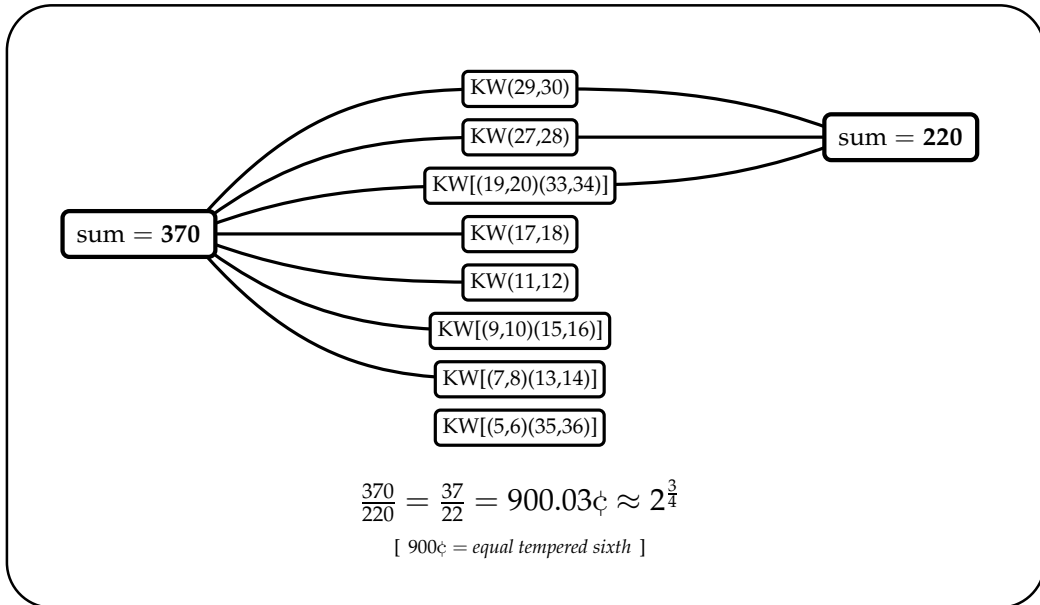 KW(29,30)
KW(27,28)
sum = 220
KW[(19,20)(33,34)]
sum = 370
KW(17,18)
KW(11,12)
KW[(9,10)(15,16)]
KW[(7,8)(13,14)]
KW[(5,6)(35,36)]
370/220 = 37/22 = 900.03¢ ≈ 2^(3/4)
[ 900¢ = equal tempered sixth ]